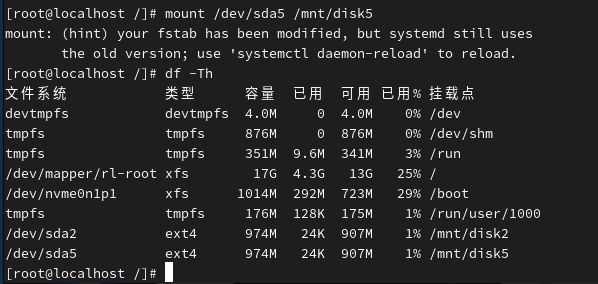 [root@localhost /]# mount /dev/sda5 /mnt/disk5
mount: (hint) your fstab has been modified, but systemd still uses
       the old version; use 'systemctl daemon-reload' to reload.
[root@localhost /]# df -Th
文件系统            类型      容量  已用  可用 已用% 挂载点
devtmpfs            devtmpfs  4.0M     0  4.0M    0% /dev
tmpfs               tmpfs     876M     0  876M    0% /dev/shm
tmpfs               tmpfs     351M  9.6M  341M    3% /run
/dev/mapper/rl-root xfs        17G  4.3G   13G   25% /
/dev/nvme0n1p1      xfs      1014M  292M  723M   29% /boot
tmpfs               tmpfs     176M  128K  175M    1% /run/user/1000
/dev/sda2           ext4      974M   24K  907M    1% /mnt/disk2
/dev/sda5           ext4      974M   24K  907M    1% /mnt/disk5
[root@localhost /]#